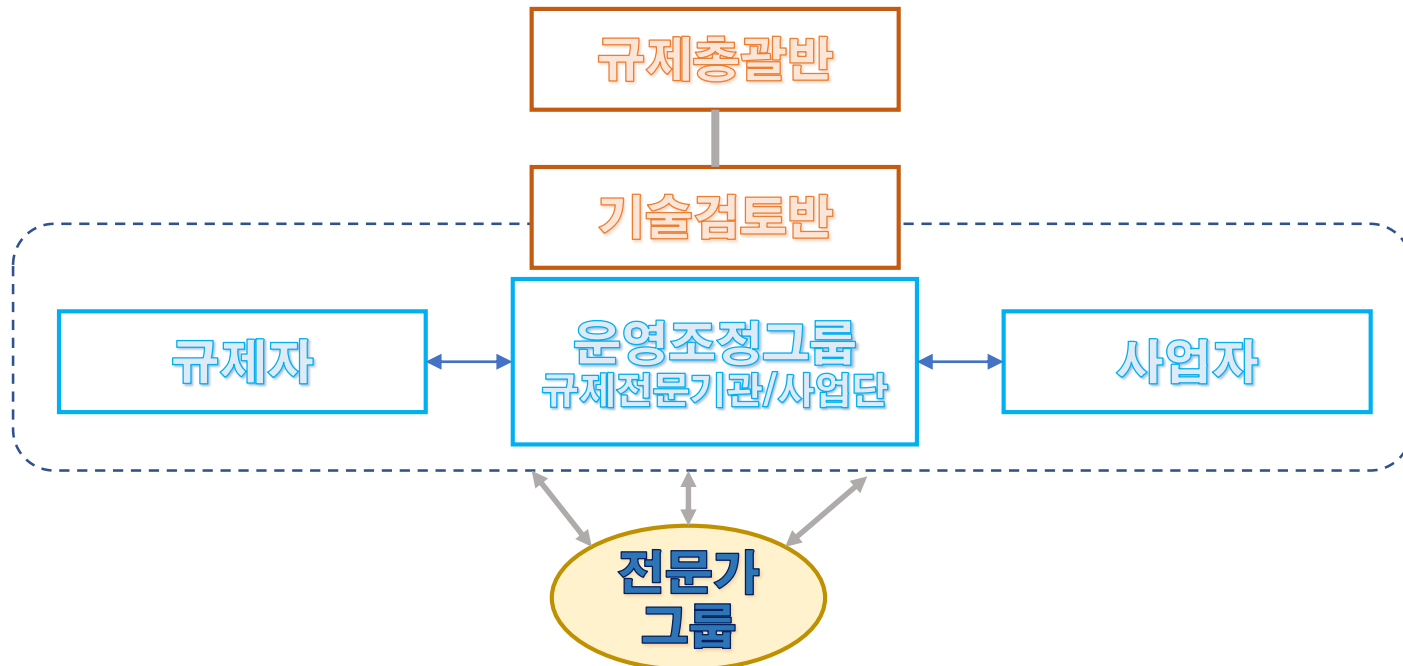 규제총괄반
기술검토반
규제자
운영조정그룹
규제전문기관/사업단
사업자
전문가
그룹